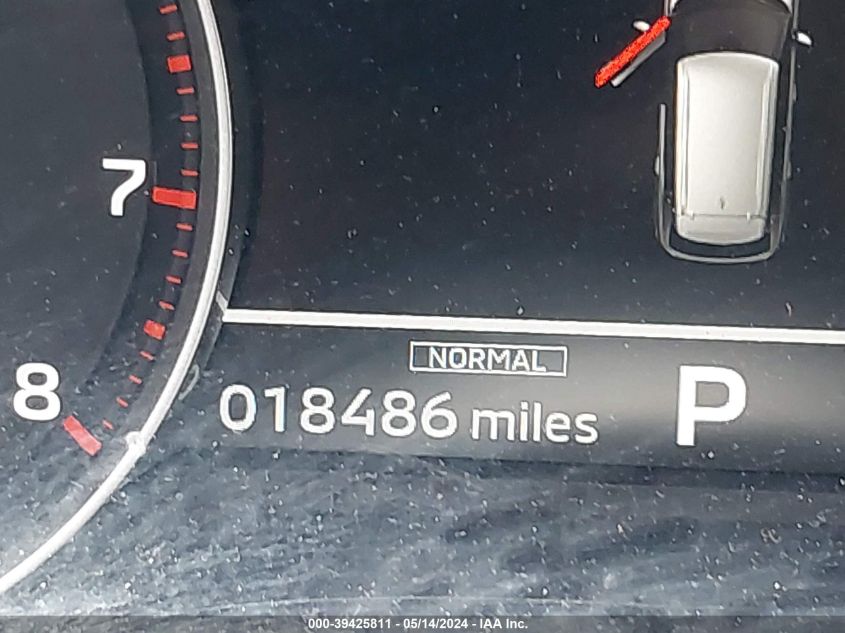 7
NORMAL
8
018486 miles
P
000-39425811 - 05/14/2024 - IAA Inc.